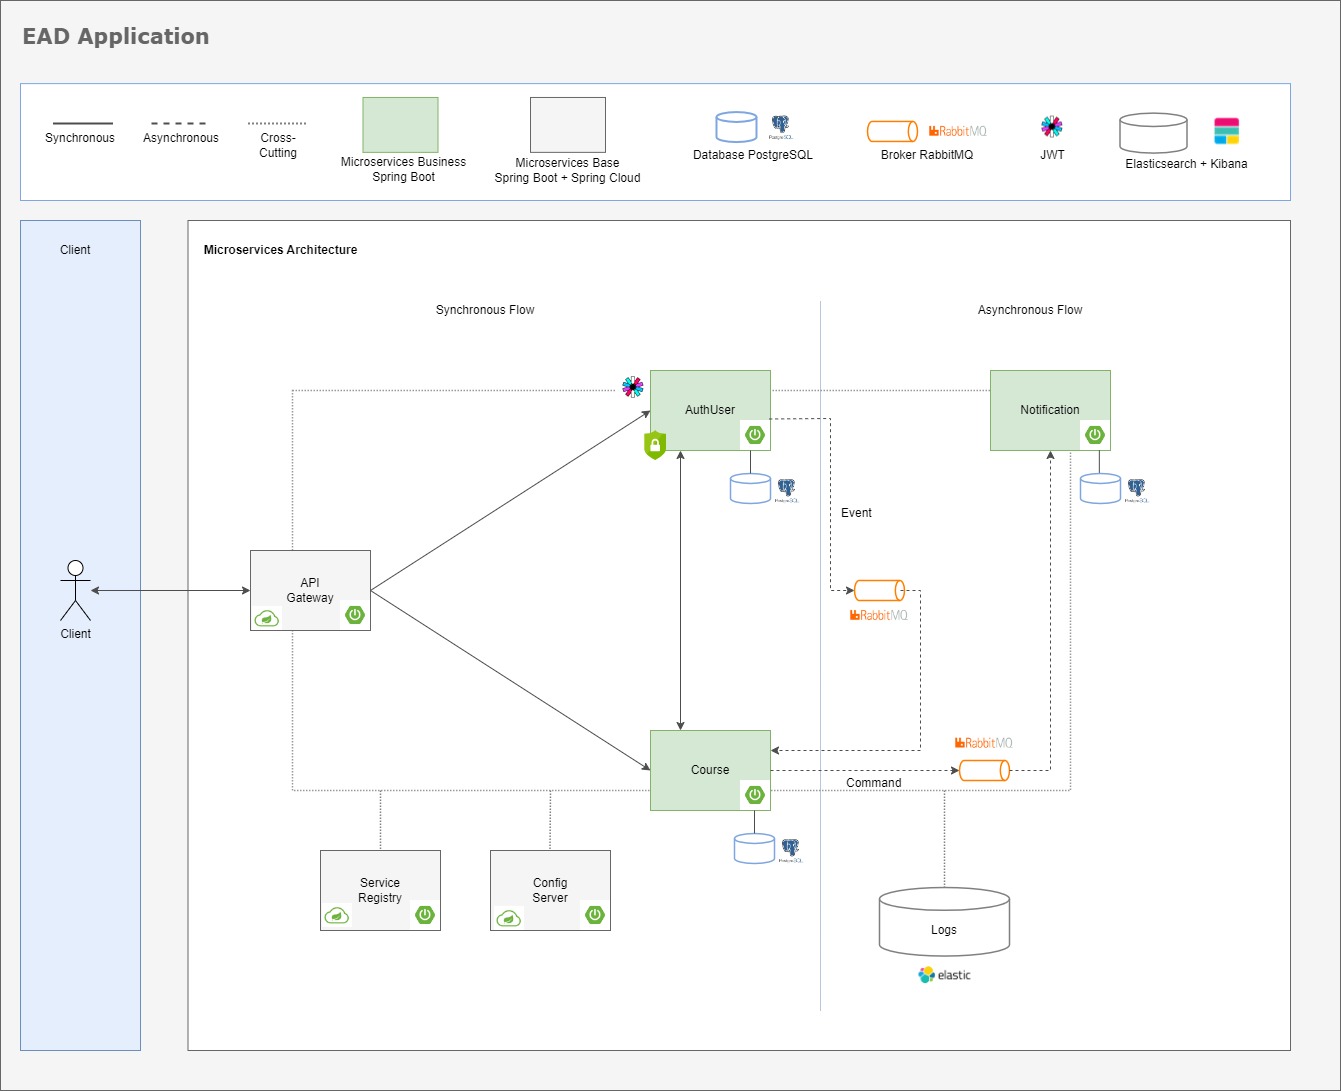 EAD Application
Synchronous
Asynchronous
Cross-
Cutting
Microservices Business
Spring Boot
Microservices Base
Spring Boot + Spring Cloud
PostgreSQL
Database PostgreSQL
RabbitMQ
Broker RabbitMQ
JWT
Elasticsearch + Kibana
Client
Microservices Architecture
Synchronous Flow
Asynchronous Flow
AuthUser
Notification
PostgreSQL
PostgreSQL
Event
API
Gateway
Client
RabbitMQ
RabbitMQ
Course
Command
PostgreSQL
Service
Registry
Config
Server
Logs
elastic